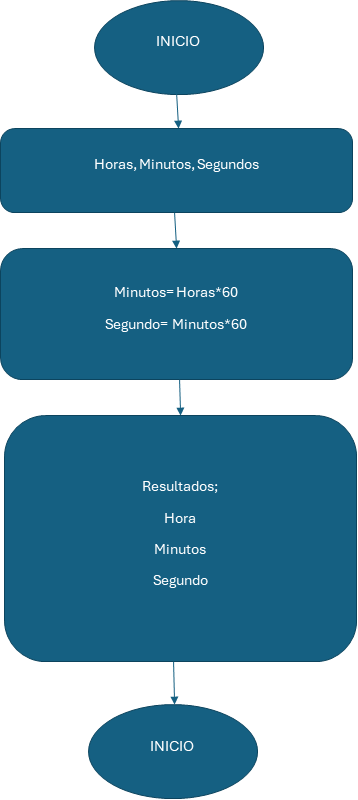 INICIO
Horas, Minutos, Segundos
Minutos= Horas*60
Segundo= Minutos*60
Resultados;
Hora
Minutos
Segundo
INICIO